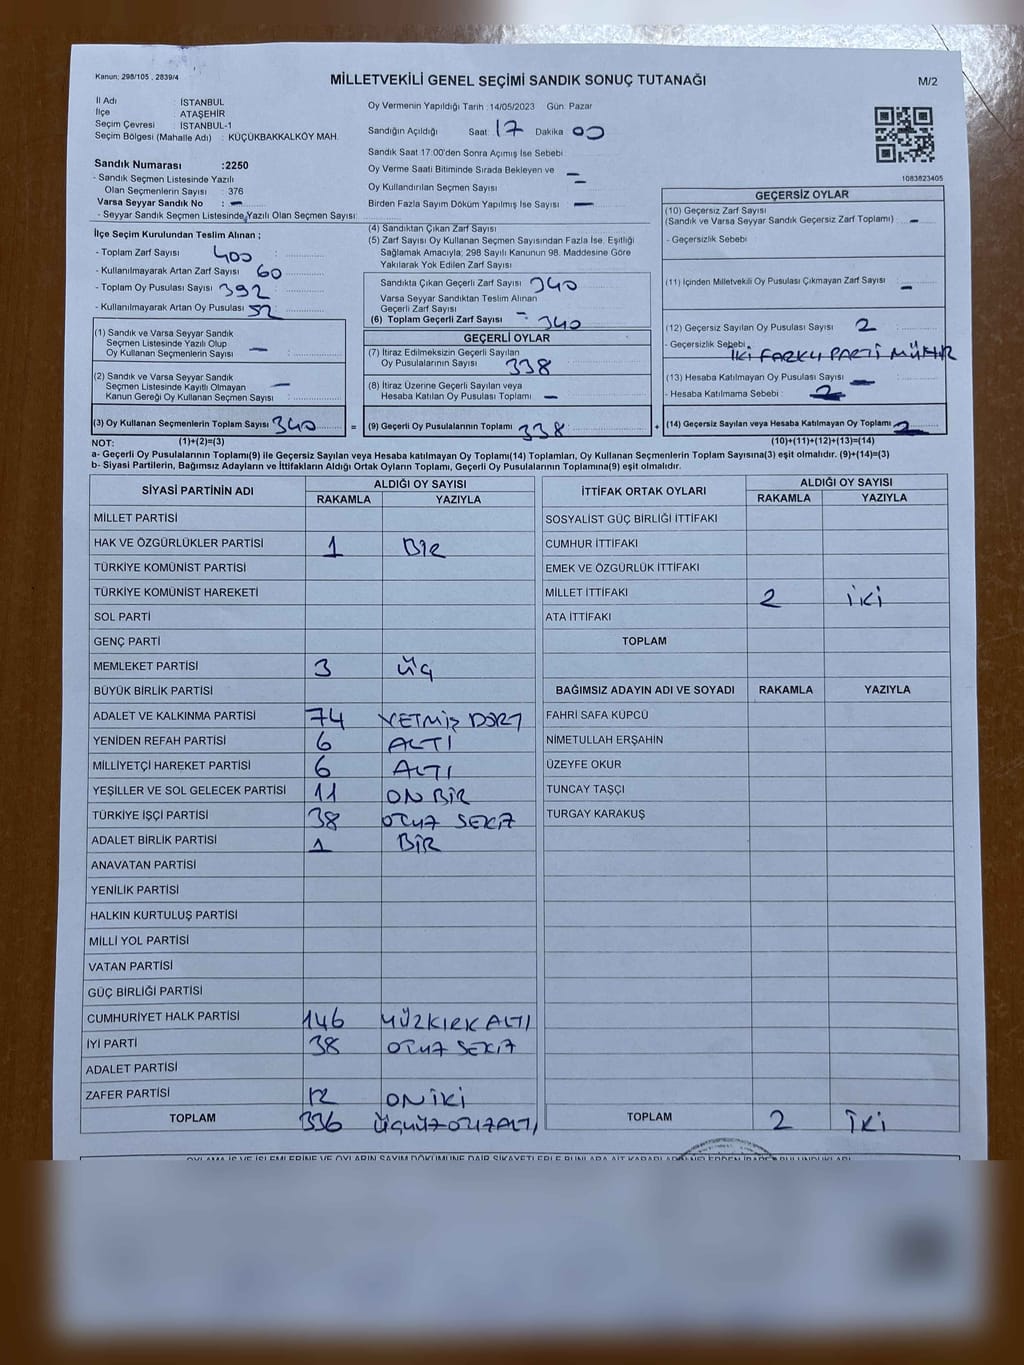 Kanun; 298/105 , 2839/4
MİLLETVEKİLİ GENEL SEÇİMİ SANDIK SONUÇ TUTANAĞI
M/2
İl Adı : İSTANBUL
İlçe : ATAŞEHİR
Seçim Çevresi : İSTANBUL-1
Seçim Bölgesi (Mahalle Adı) : KÜÇÜKBAKKALKÖY MAH.
Sandık Numarası :2250
- Sandık Seçmen Listesinde Yazılı
Olan Seçmenlerin Sayısı : 376
Varsa Seyyar Sandık No : -
- Seyyar Sandık Seçmen Listesinde Yazılı Olan Seçmen Sayısı:
Oy Vermenin Yapıldığı Tarih : 14/05/2023 Gün: Pazar
Sandığın Açıldığı Saat 17 Dakika 00
Sandık Saat 17:00'den Sonra Açımış İse Sebebi
Oy Verme Saati Bitiminde Sırada Bekleyen ve -
Oy Kullandırılan Seçmen Sayısı -
Birden Fazla Sayım Döküm Yapılmış İse Sayısı -
1083823405
İlçe Seçim Kurulundan Teslim Alınan ;
- Toplam Zarf Sayısı 400
- Kullanılmayarak Artan Zarf Sayısı 60
- Toplam Oy Pusulası Sayısı 392
- Kullanılmayarak Artan Oy Pusulası 52
(1) Sandık ve Varsa Seyyar Sandık
Seçmen Listesinde Yazılı Olup
Oy Kullanan Seçmenlerin Sayısı -
(2) Sandık ve Varsa Seyyar Sandık
Seçmen Listesinde Kayıtlı Olmayan
Kanun Gereği Oy Kullanan Seçmen Sayısı : -
(3) Oy Kullanan Seçmenlerin Toplam Sayısı 340 =
(4) Sandıktan Çıkan Zarf Sayısı
(5) Zarf Sayısı Oy Kullanan Seçmen Sayısından Fazla İse, Eşitliği
Sağlamak Amacıyla; 298 Sayılı Kanunun 98. Maddesine Göre
Yakılarak Yok Edilen Zarf Sayısı
Sandıkta Çıkan Geçerli Zarf Sayısı 340
Varsa Seyyar Sandıktan Teslim Alınan
Geçerli Zarf Sayısı : -
(6) Toplam Geçerli Zarf Sayısı : 340
GEÇERLİ OYLAR
(7) İtiraz Edilmeksizin Geçerli Sayılan
Oy Pusulasının Sayısı 338
(8) İtiraz Üzerine Geçerli Sayılan veya
Hesaba Katılan Oy Pusulası Toplamı -
(9) Geçerli Oy Pusulalarının Toplamı 338 +
GEÇERSİZ OYLAR
(10) Geçersiz Zarf Sayısı
(Sandık ve Varsa Seyyar Sandık Geçersiz Zarf Toplamı) : -
- Geçersizlik Sebebi
(11) İçinden Milletvekili Oy Pusulası Çıkmayan Zarf Sayısı -
(12) Geçersiz Sayılan Oy Pusulası Sayısı 2
- Geçersizlik Sebebi
İKİ FARKLI PARTİ MÜHÜR
(13) Hesaba Katılmayan Oy Pusulası Sayısı -
- Hesaba Katılmama Sebebi :
(14) Geçersiz Sayılan veya Hesaba Katılmayan Oy Toplamı 2
NOT: (1)+(2)=(3) (10)+(11)+(12)+(13)=(14)
a- Geçerli Oy Pusulalarının Toplamı(9) ile Geçersiz Sayılan veya Hesaba katılmayan Oy Toplamı(14) Toplamları, Oy Kullanan Seçmenlerin Toplam Sayısına(3) eşit olmalıdır. (9)+(14)=(3)
b- Siyasi Partilerin, Bağımsız Adayların ve İttifakların Aldığı Ortak Oyların Toplamı, Geçerli Oy Pusulalarının Toplamına(9) eşit olmalıdır.
SİYASİ PARTİNİN ADI ALDIĞI OY SAYISI
RAKAMLA YAZIYLA
MİLLET PARTİSİ
HAK VE ÖZGÜRLÜKLER PARTİSİ 1 BİR
TÜRKİYE KOMÜNİST PARTİSİ
TÜRKİYE KOMÜNİST HAREKETİ
SOL PARTİ
GENÇ PARTİ
MEMLEKET PARTİSİ 3 ÜÇ
BÜYÜK BİRLİK PARTİSİ
ADALET VE KALKINMA PARTİSİ 74 YETMİŞ DÖRT
YENİDEN REFAH PARTİSİ 6 ALTI
MİLLİYETÇİ HAREKET PARTİSİ 6 ALTI
YEŞİLLER VE SOL GELECEK PARTİSİ 11 ON BİR
TÜRKİYE İŞÇİ PARTİSİ 38 OTUZ SEKİZ
ADALET BİRLİK PARTİSİ 1 BİR
ANAVATAN PARTİSİ
YENİLİK PARTİSİ
HALKIN KURTULUŞ PARTİSİ
MİLLİ YOL PARTİSİ
VATAN PARTİSİ
GÜÇ BİRLİĞİ PARTİSİ
CUMHURİYET HALK PARTİSİ 146 YÜZKIRK ALTI
İYİ PARTİ 38 OTUZ SEKİZ
ADALET PARTİSİ
ZAFER PARTİSİ 12 ON İKİ
TOPLAM 336 ÜÇYÜZ OTUZALTI
İTTİFAK ORTAK OYLARI ALDIĞI OY SAYISI
RAKAMLA YAZIYLA
SOSYALİST GÜÇ BİRLİĞİ İTTİFAKI
CUMHUR İTTİFAKI
EMEK VE ÖZGÜRLÜK İTTİFAKI
MİLLET İTTİFAKI 2 İKİ
ATA İTTİFAKI
TOPLAM
BAĞIMSIZ ADAYIN ADI VE SOYADI RAKAMLA YAZIYLA
FAHRİ SAFA KÜPCÜ
NİMETULLAH ERŞAHİN
ÜZEYFE OKUR
TUNCAY TAŞÇI
TURGAY KARAKUŞ
TOPLAM 2 İKİ